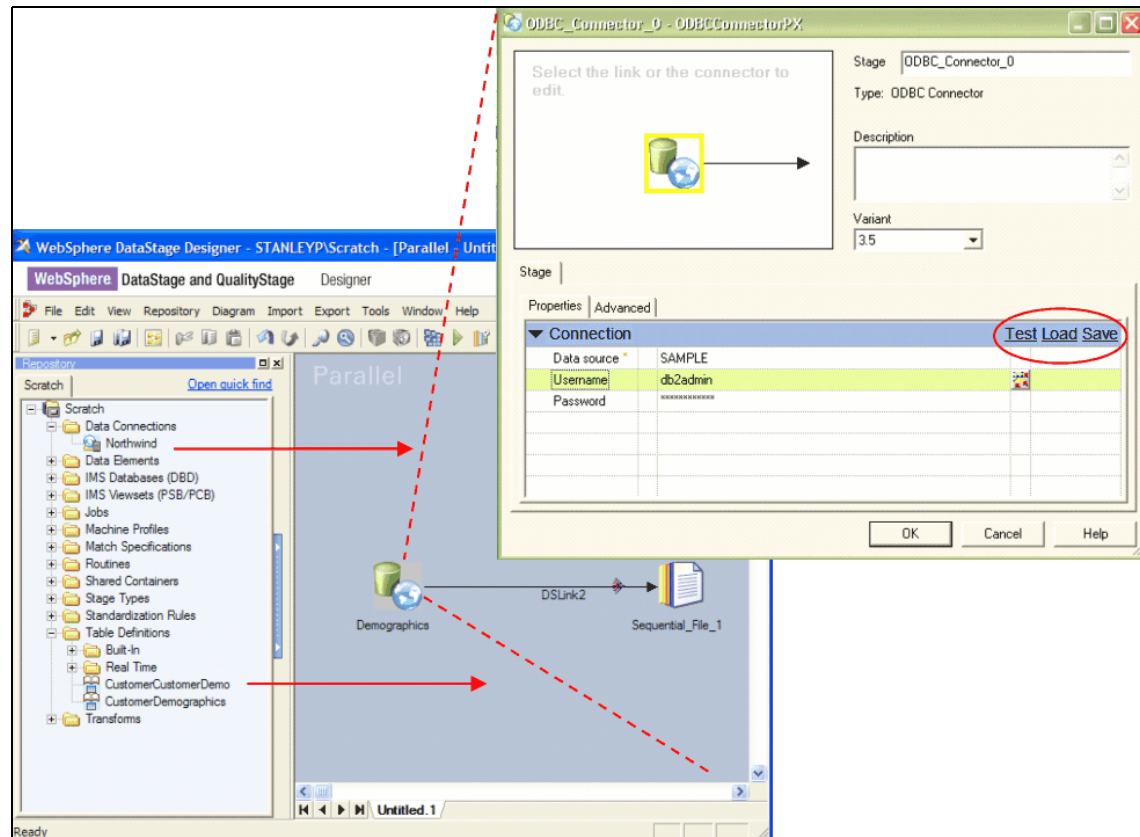 ODBC_Connector_0 - ODBCConnectorPX
Select the link or the connector to
edit.
Stage ODBC_Connector_0
Type: ODBC Connector
Description
Variant
3.5
Stage
Properties Advanced
Connection Test Load Save
Data source * SAMPLE
Username db2admin
Password ************
OK Cancel Help
WebSphere DataStage Designer - STANLEYP\Scratch - [Parallel - Untit
WebSphere DataStage and QualityStage Designer
File Edit View Repository Diagram Import Export Tools Window Help
Repository
Scratch Open quick find
Scratch
Data Connections
Northwind
Data Elements
IMS Databases (DBD)
IMS Viewsets (PSB/PCB)
Jobs
Machine Profiles
Match Specifications
Routines
Shared Containers
Stage Types
Standardization Rules
Table Definitions
Built-In
Real Time
CustomerCustomerDemo
CustomerDemographics
Transforms
Parallel
Demographics
DSLink2
Sequential_File_1
Untitled.1
Ready